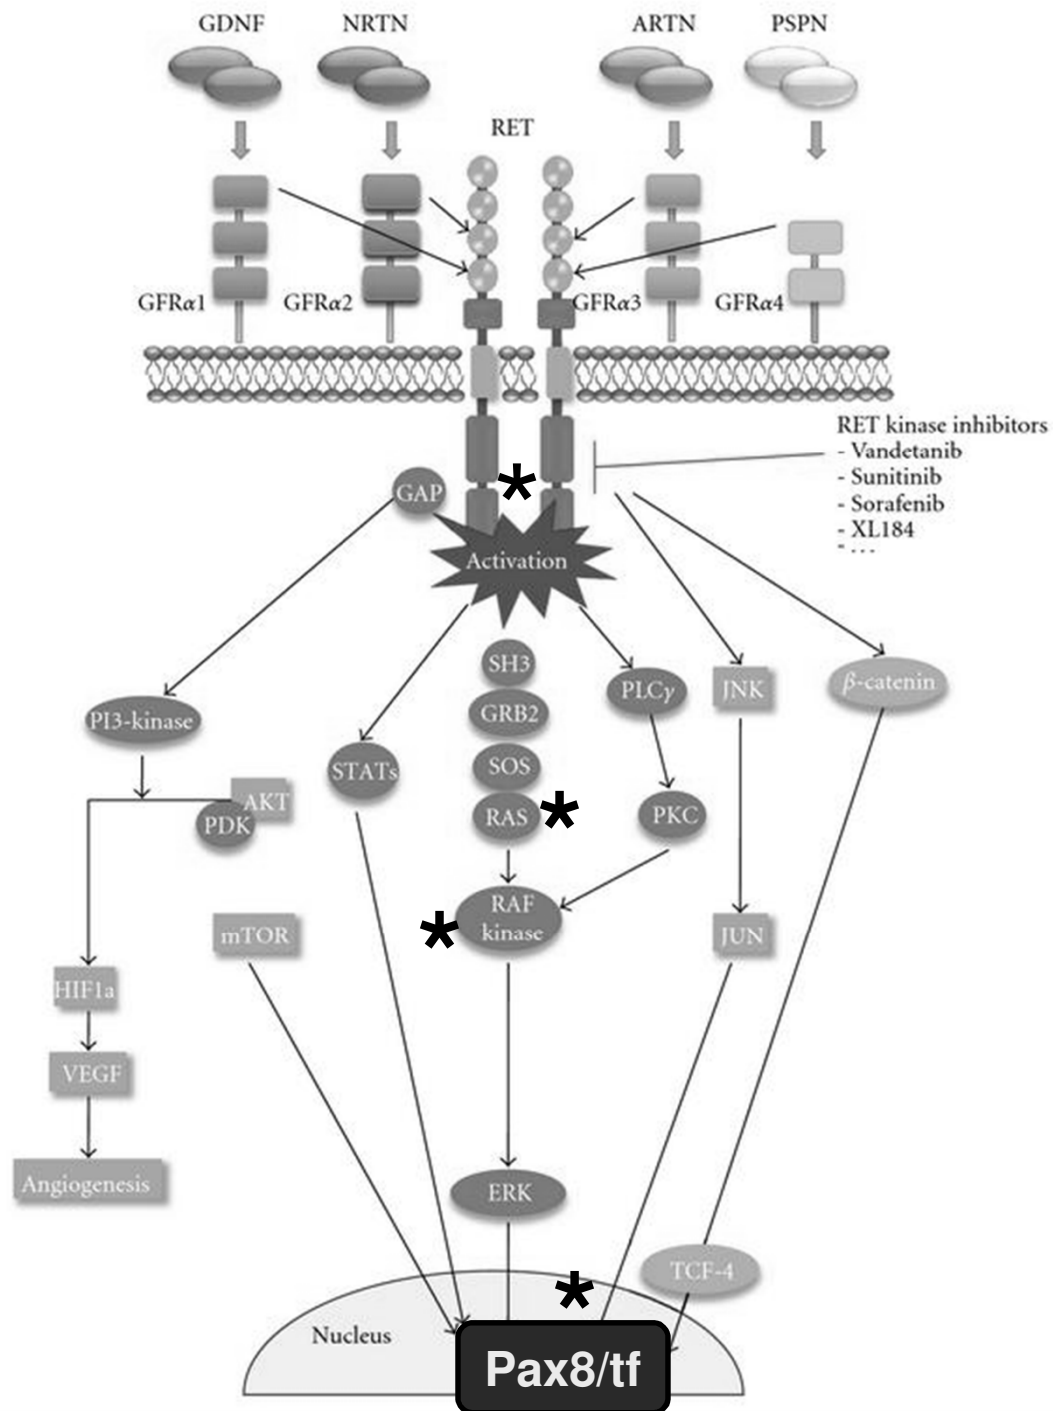 GDNF
NRTN
ARTN
PSPN
RET
GFRα1
GFRα2
GFRα3
GFRα4
RET kinase inhibitors
- Vandetanib
- Sunitinib
- Sorafenib
- XL184
- ...
GAP
*
Activation
SH3
GRB2
SOS
RAS
*
PLCγ
JNK
β-catenin
PI3-kinase
STATs
AKT
PDK
PKC
RAF
kinase
*
mTOR
JUN
HIF1a
VEGF
Angiogenesis
ERK
TCF-4
*
Nucleus
Pax8/tf